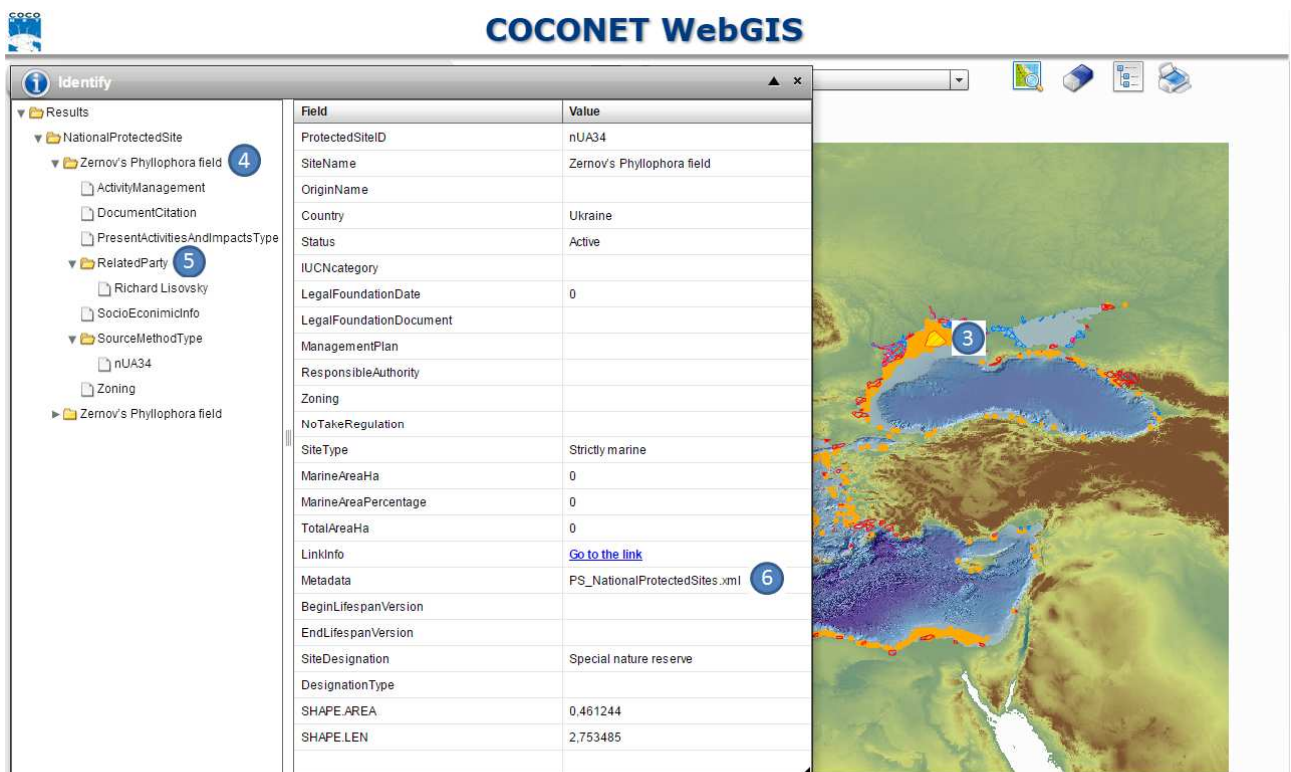 COCO
NET
COCONET WebGIS
Identify
Results
NationalProtectedSite
Zernov's Phyllophora field 4
ActivityManagement
DocumentCitation
PresentActivitiesAndImpactsType
RelatedParty 5
Richard Lisovsky
SocioEconimicInfo
SourceMethodType
nUA34
Zoning
Zernov's Phyllophora field
Field Value
ProtectedSiteID nUA34
SiteName Zernov's Phyllophora field
OriginName
Country Ukraine
Status Active
IUCNcategory
LegalFoundationDate 0
LegalFoundationDocument
ManagementPlan
ResponsibleAuthority
Zoning
NoTakeRegulation
SiteType Strictly marine
MarineAreaHa 0
MarineAreaPercentage 0
TotalAreaHa 0
LinkInfo Go to the link
Metadata PS_NationalProtectedSites.xml 6
BeginLifespanVersion
EndLifespanVersion
SiteDesignation Special nature reserve
DesignationType
SHAPE.AREA 0,461244
SHAPE.LEN 2,753485
3